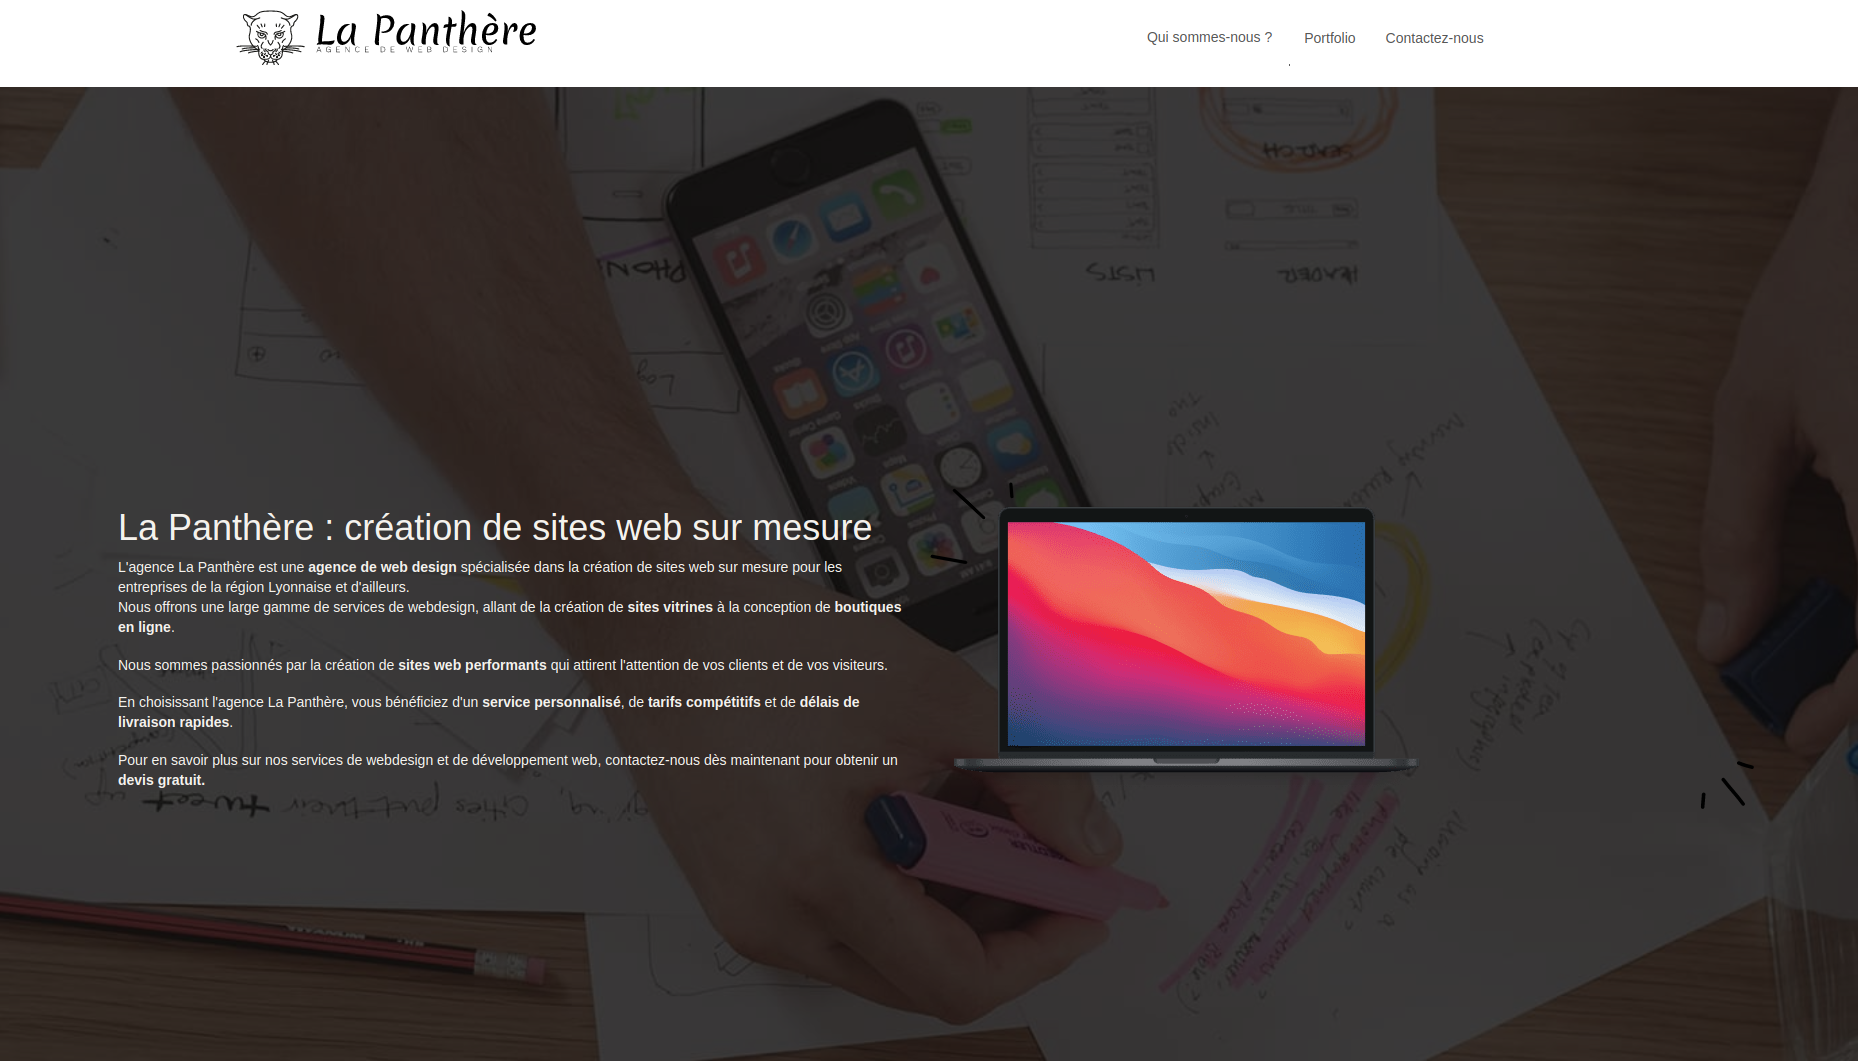 La Panthère
AGENCE DE WEB DESIGN
Qui sommes-nous ?
Portfolio
Contactez-nous
SEARCH
TITLE
LISTS
HEADER
La Panthère : création de sites web sur mesure
L'agence La Panthère est une agence de web design spécialisée dans la création de sites web sur mesure pour les
entreprises de la région Lyonnaise et d'ailleurs.
Nous offrons une large gamme de services de webdesign, allant de la création de sites vitrines à la conception de boutiques
en ligne.
Nous sommes passionnés par la création de sites web performants qui attirent l'attention de vos clients et de vos visiteurs.
En choisissant l'agence La Panthère, vous bénéficiez d'un service personnalisé, de tarifs compétitifs et de délais de
livraison rapides.
Pour en savoir plus sur nos services de webdesign et de développement web, contactez-nous dès maintenant pour obtenir un
devis gratuit.